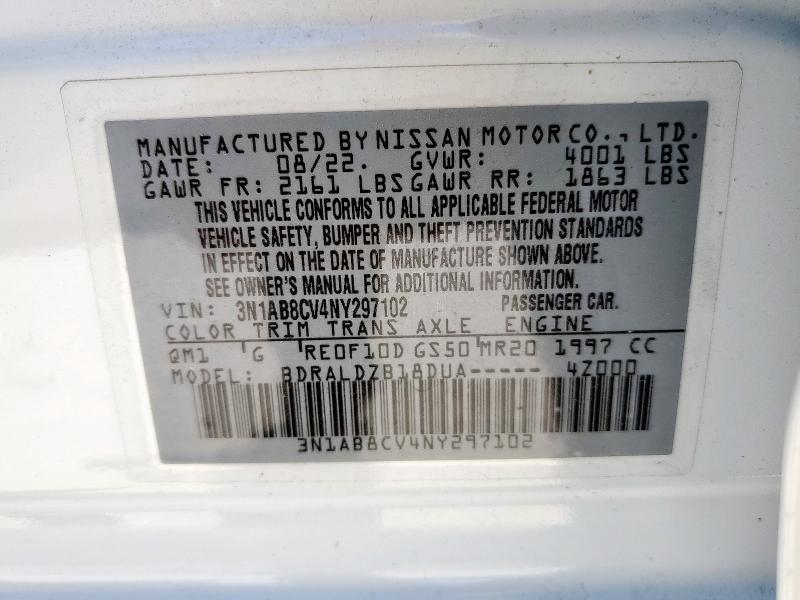 MANUFACTURED BY NISSAN MOTOR CO., LTD.
DATE: 08/22. GVWR: 4001 LBS
GAWR FR: 2161 LBS GAWR RR: 1863 LBS
THIS VEHICLE CONFORMS TO ALL APPLICABLE FEDERAL MOTOR
VEHICLE SAFETY, BUMPER AND THEFT PREVENTION STANDARDS
IN EFFECT ON THE DATE OF MANUFACTURE SHOWN ABOVE.
SEE OWNER'S MANUAL FOR ADDITIONAL INFORMATION.
VIN: 3N1AB8CV4NY297102 PASSENGER CAR.
COLOR TRIM TRANS AXLE ENGINE
QM1 G RE0F10D GS50 MR20 1997 CC
MODEL: BDRALDZB18DUA----- 4Z000
3N1AB8CV4NY297102